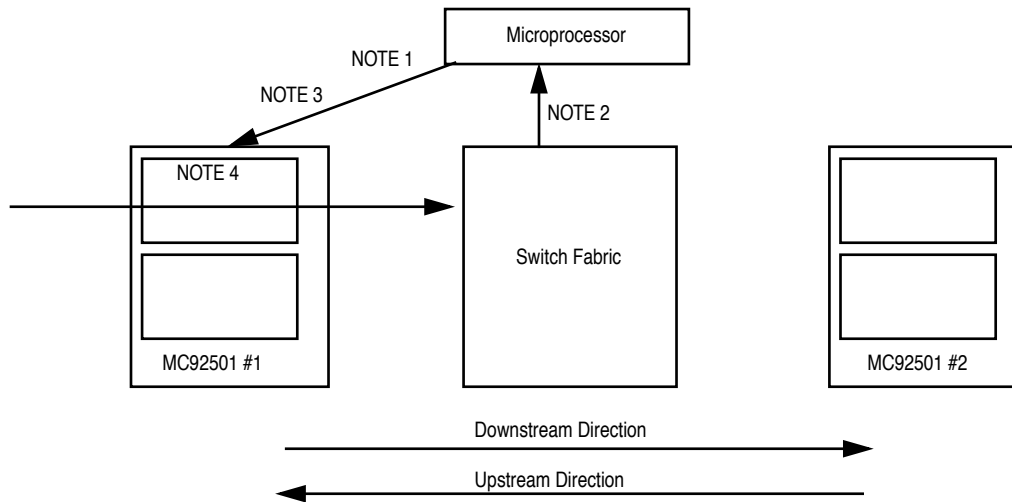 Microprocessor
NOTE 1
NOTE 3
NOTE 2
NOTE 4
Switch Fabric
MC92501 #1
MC92501 #2
Downstream Direction
Upstream Direction